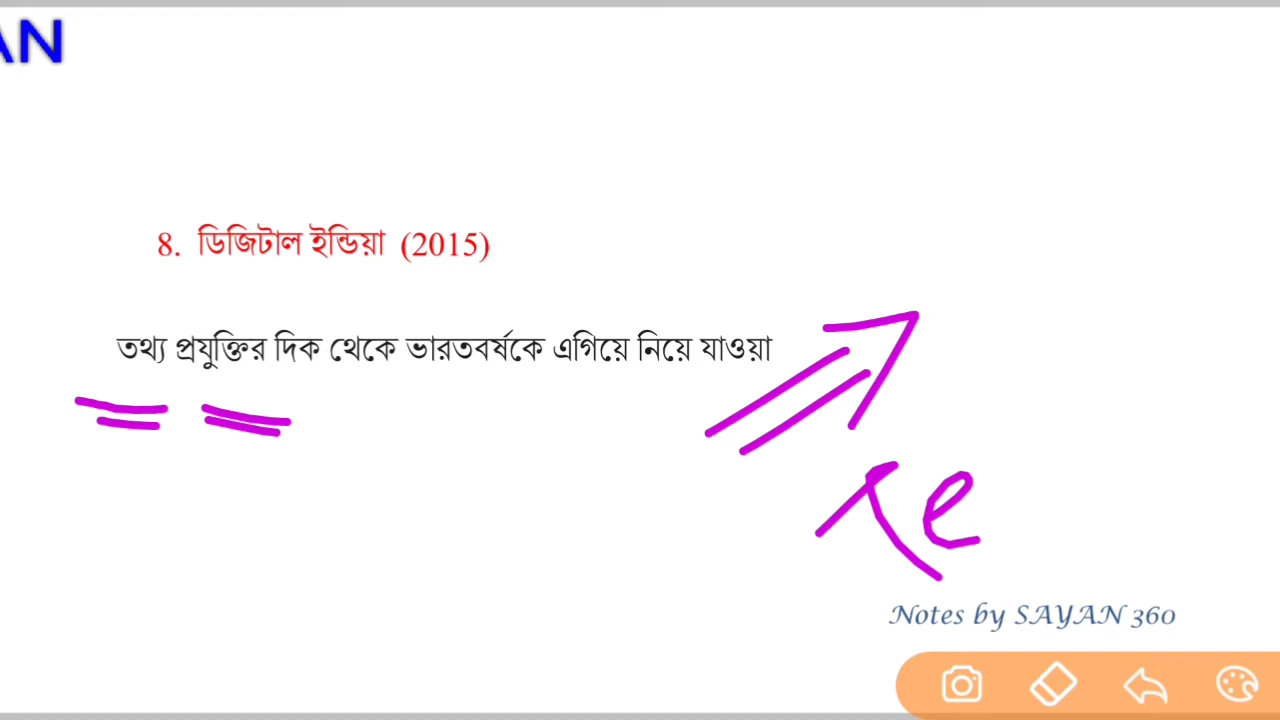 AN
8. ডিজিটাল ইন্ডিয়া (2015)
তথ্য প্রযুক্তির দিক থেকে ভারতবর্ষকে এগিয়ে নিয়ে যাওয়া
Notes by SAYAN 360